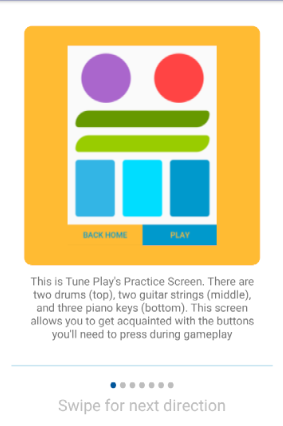 BACK HOME PLAY
This is Tune Play's Practice Screen. There are
two drums (top), two guitar strings (middle),
and three piano keys (bottom). This screen
allows you to get acquainted with the buttons
you'll need to press during gameplay
Swipe for next direction